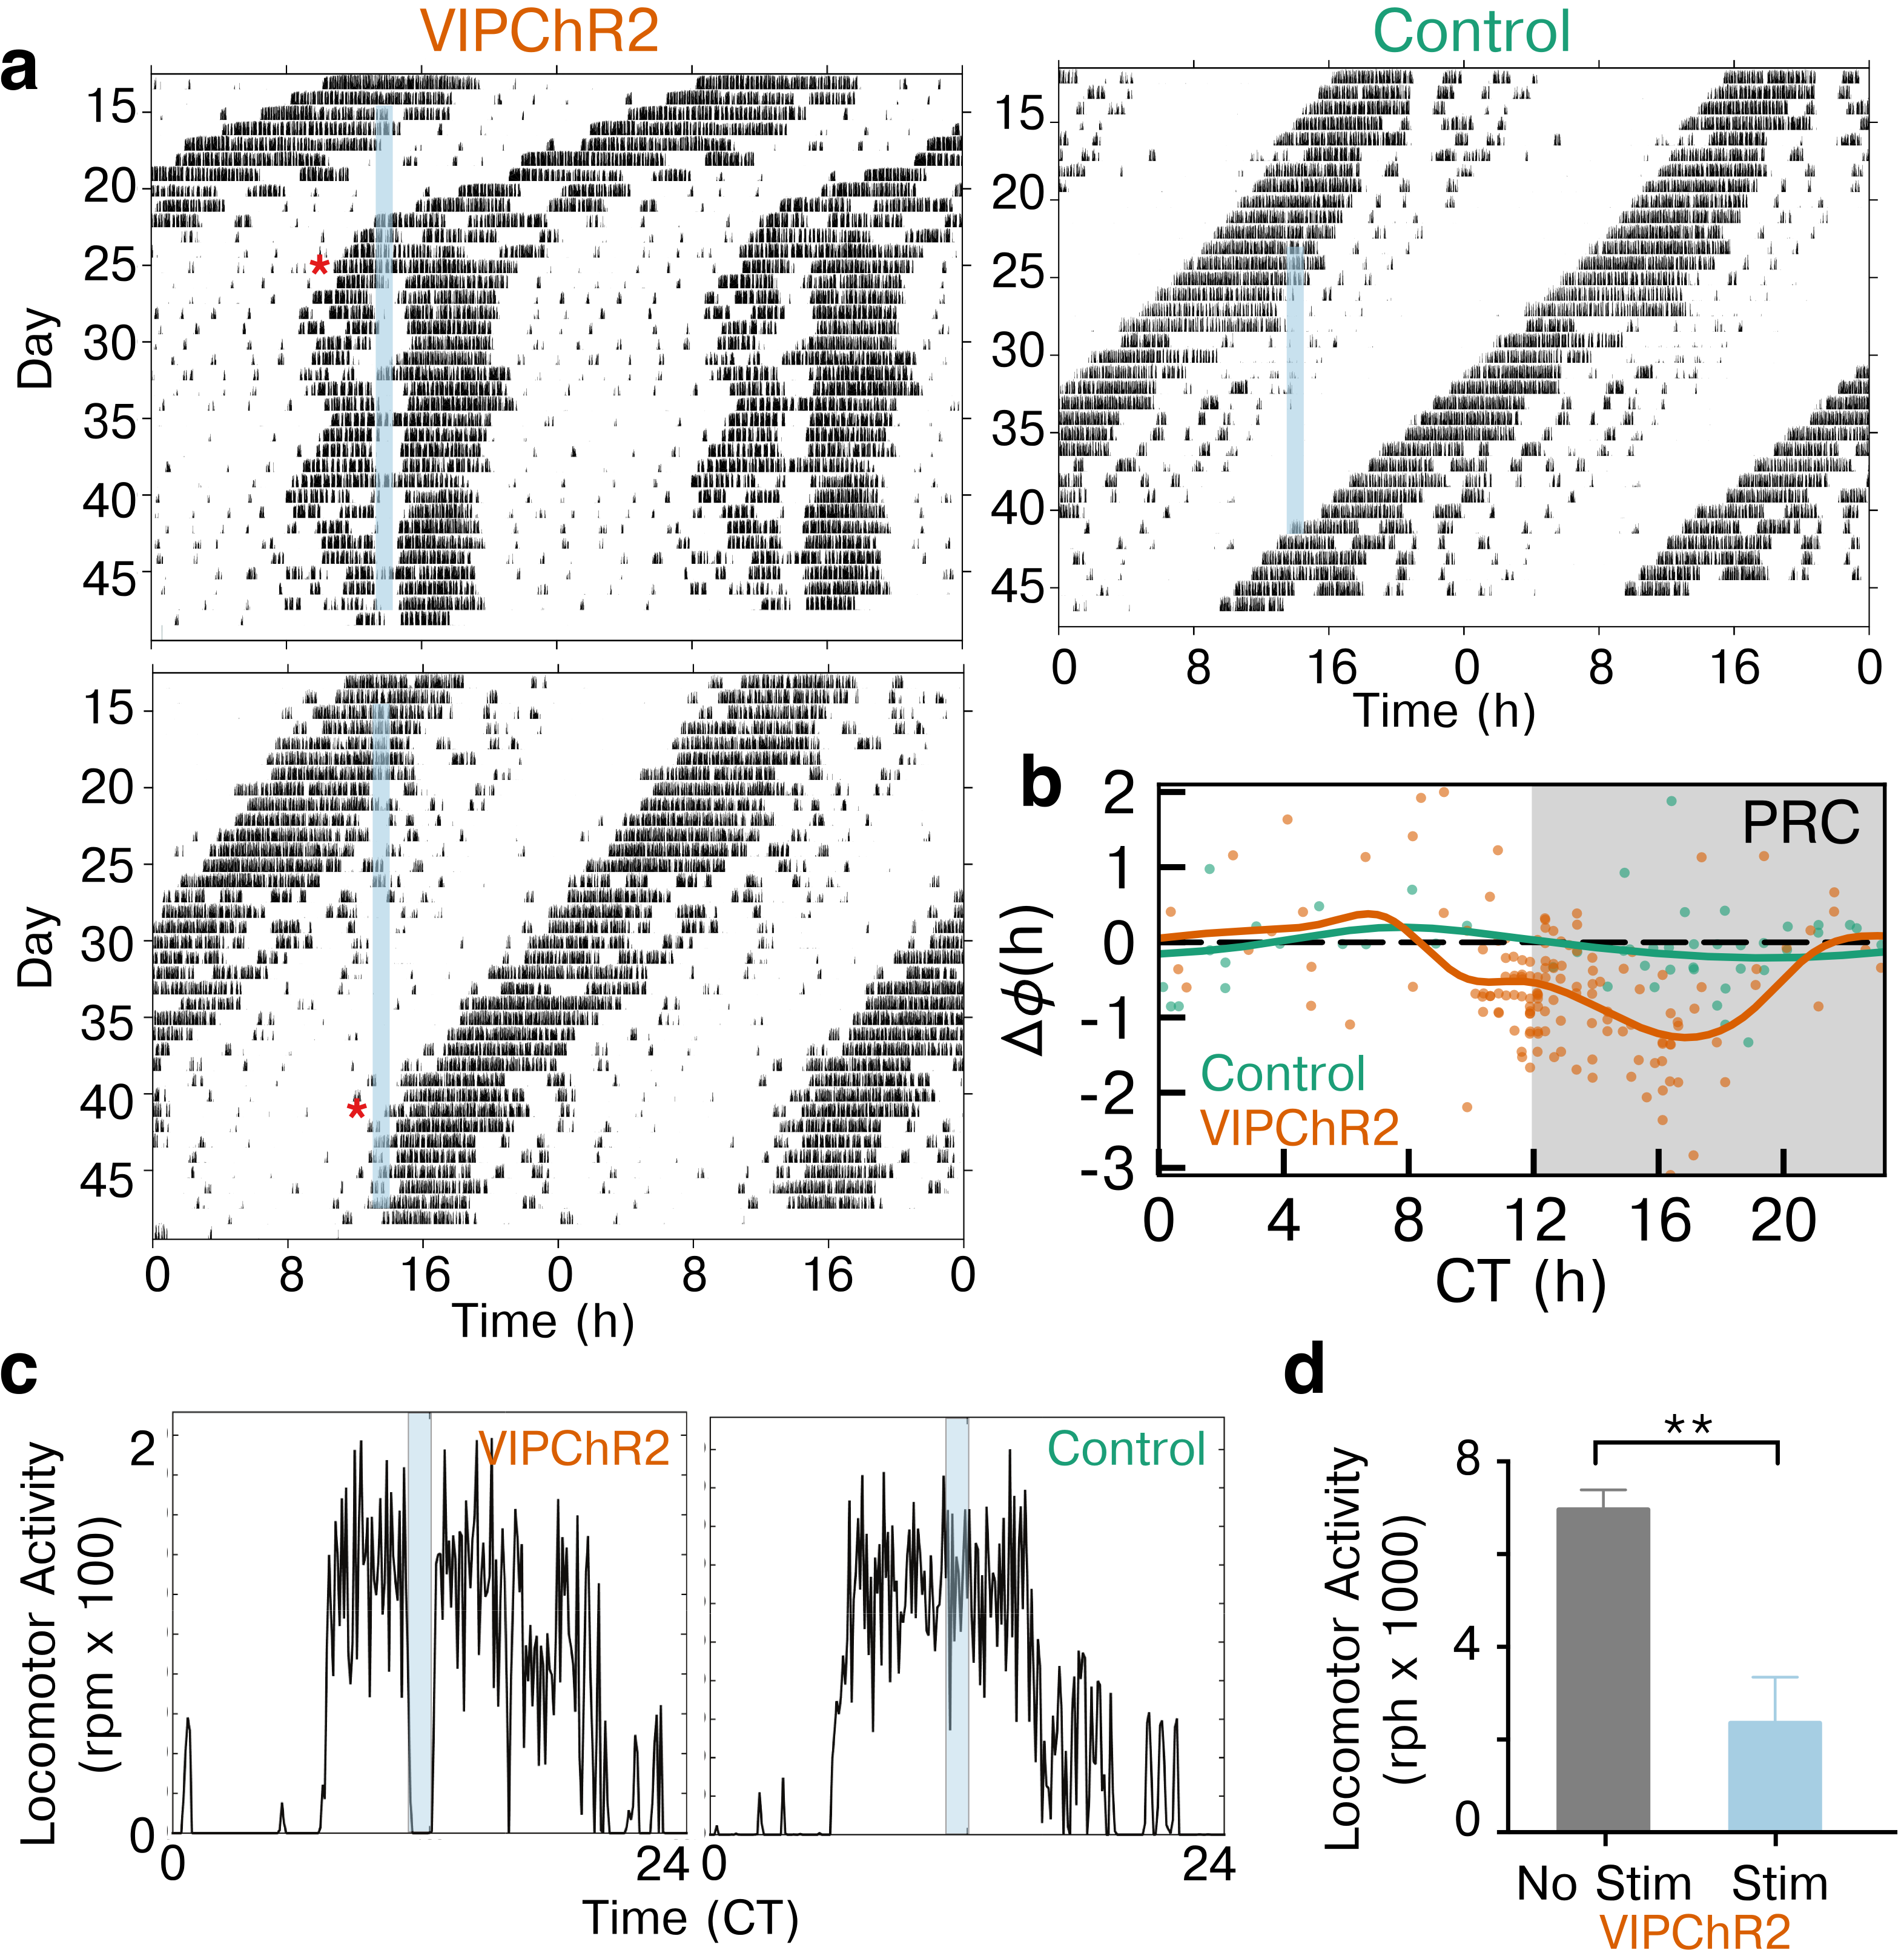 a
VIPChR2
Control
Day
15
20
25
30
35
40
45
*
15
20
25
30
35
40
45
0 8 16 0 8 16 0
Time (h)
Day
15
20
25
30
35
40
45
*
0 8 16 0 8 16 0
Time (h)
b
PRC
Δϕ(h)
2
1
0
-1
-2
-3
Control
VIPChR2
0 4 8 12 16 20
CT (h)
c
Locomotor Activity
(rpm x 100)
2
0
VIPChR2
Control
0 24 0 24
Time (CT)
d
Locomotor Activity
(rph x 1000)
8
4
0
**
No Stim Stim
VIPChR2